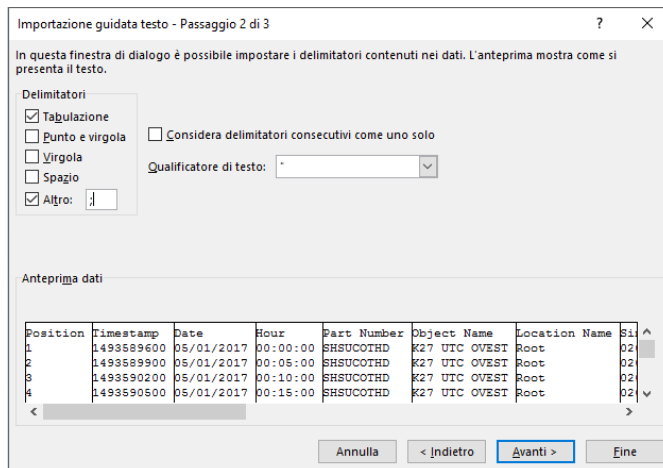 Importazione guidata testo - Passaggio 2 di 3
In questa finestra di dialogo è possibile impostare i delimitatori contenuti nei dati. L'anteprima mostra come si
presenta il testo.
Delimitatori
Tabulazione
Punto e virgola
Virgola
Spazio
Altro: ;
Considera delimitatori consecutivi come uno solo
Qualificatore di testo: "
Anteprima dati
Position Timestamp Date Hour Part Number Object Name Location Name
1 1493589600 05/01/2017 00:00:00 SHSUCOTHD K27 UTC OVEST Root
2 1493589900 05/01/2017 00:05:00 SHSUCOTHD K27 UTC OVEST Root
3 1493590200 05/01/2017 00:10:00 SHSUCOTHD K27 UTC OVEST Root
4 1493590500 05/01/2017 00:15:00 SHSUCOTHD K27 UTC OVEST Root
Annulla < Indietro Avanti > Fine